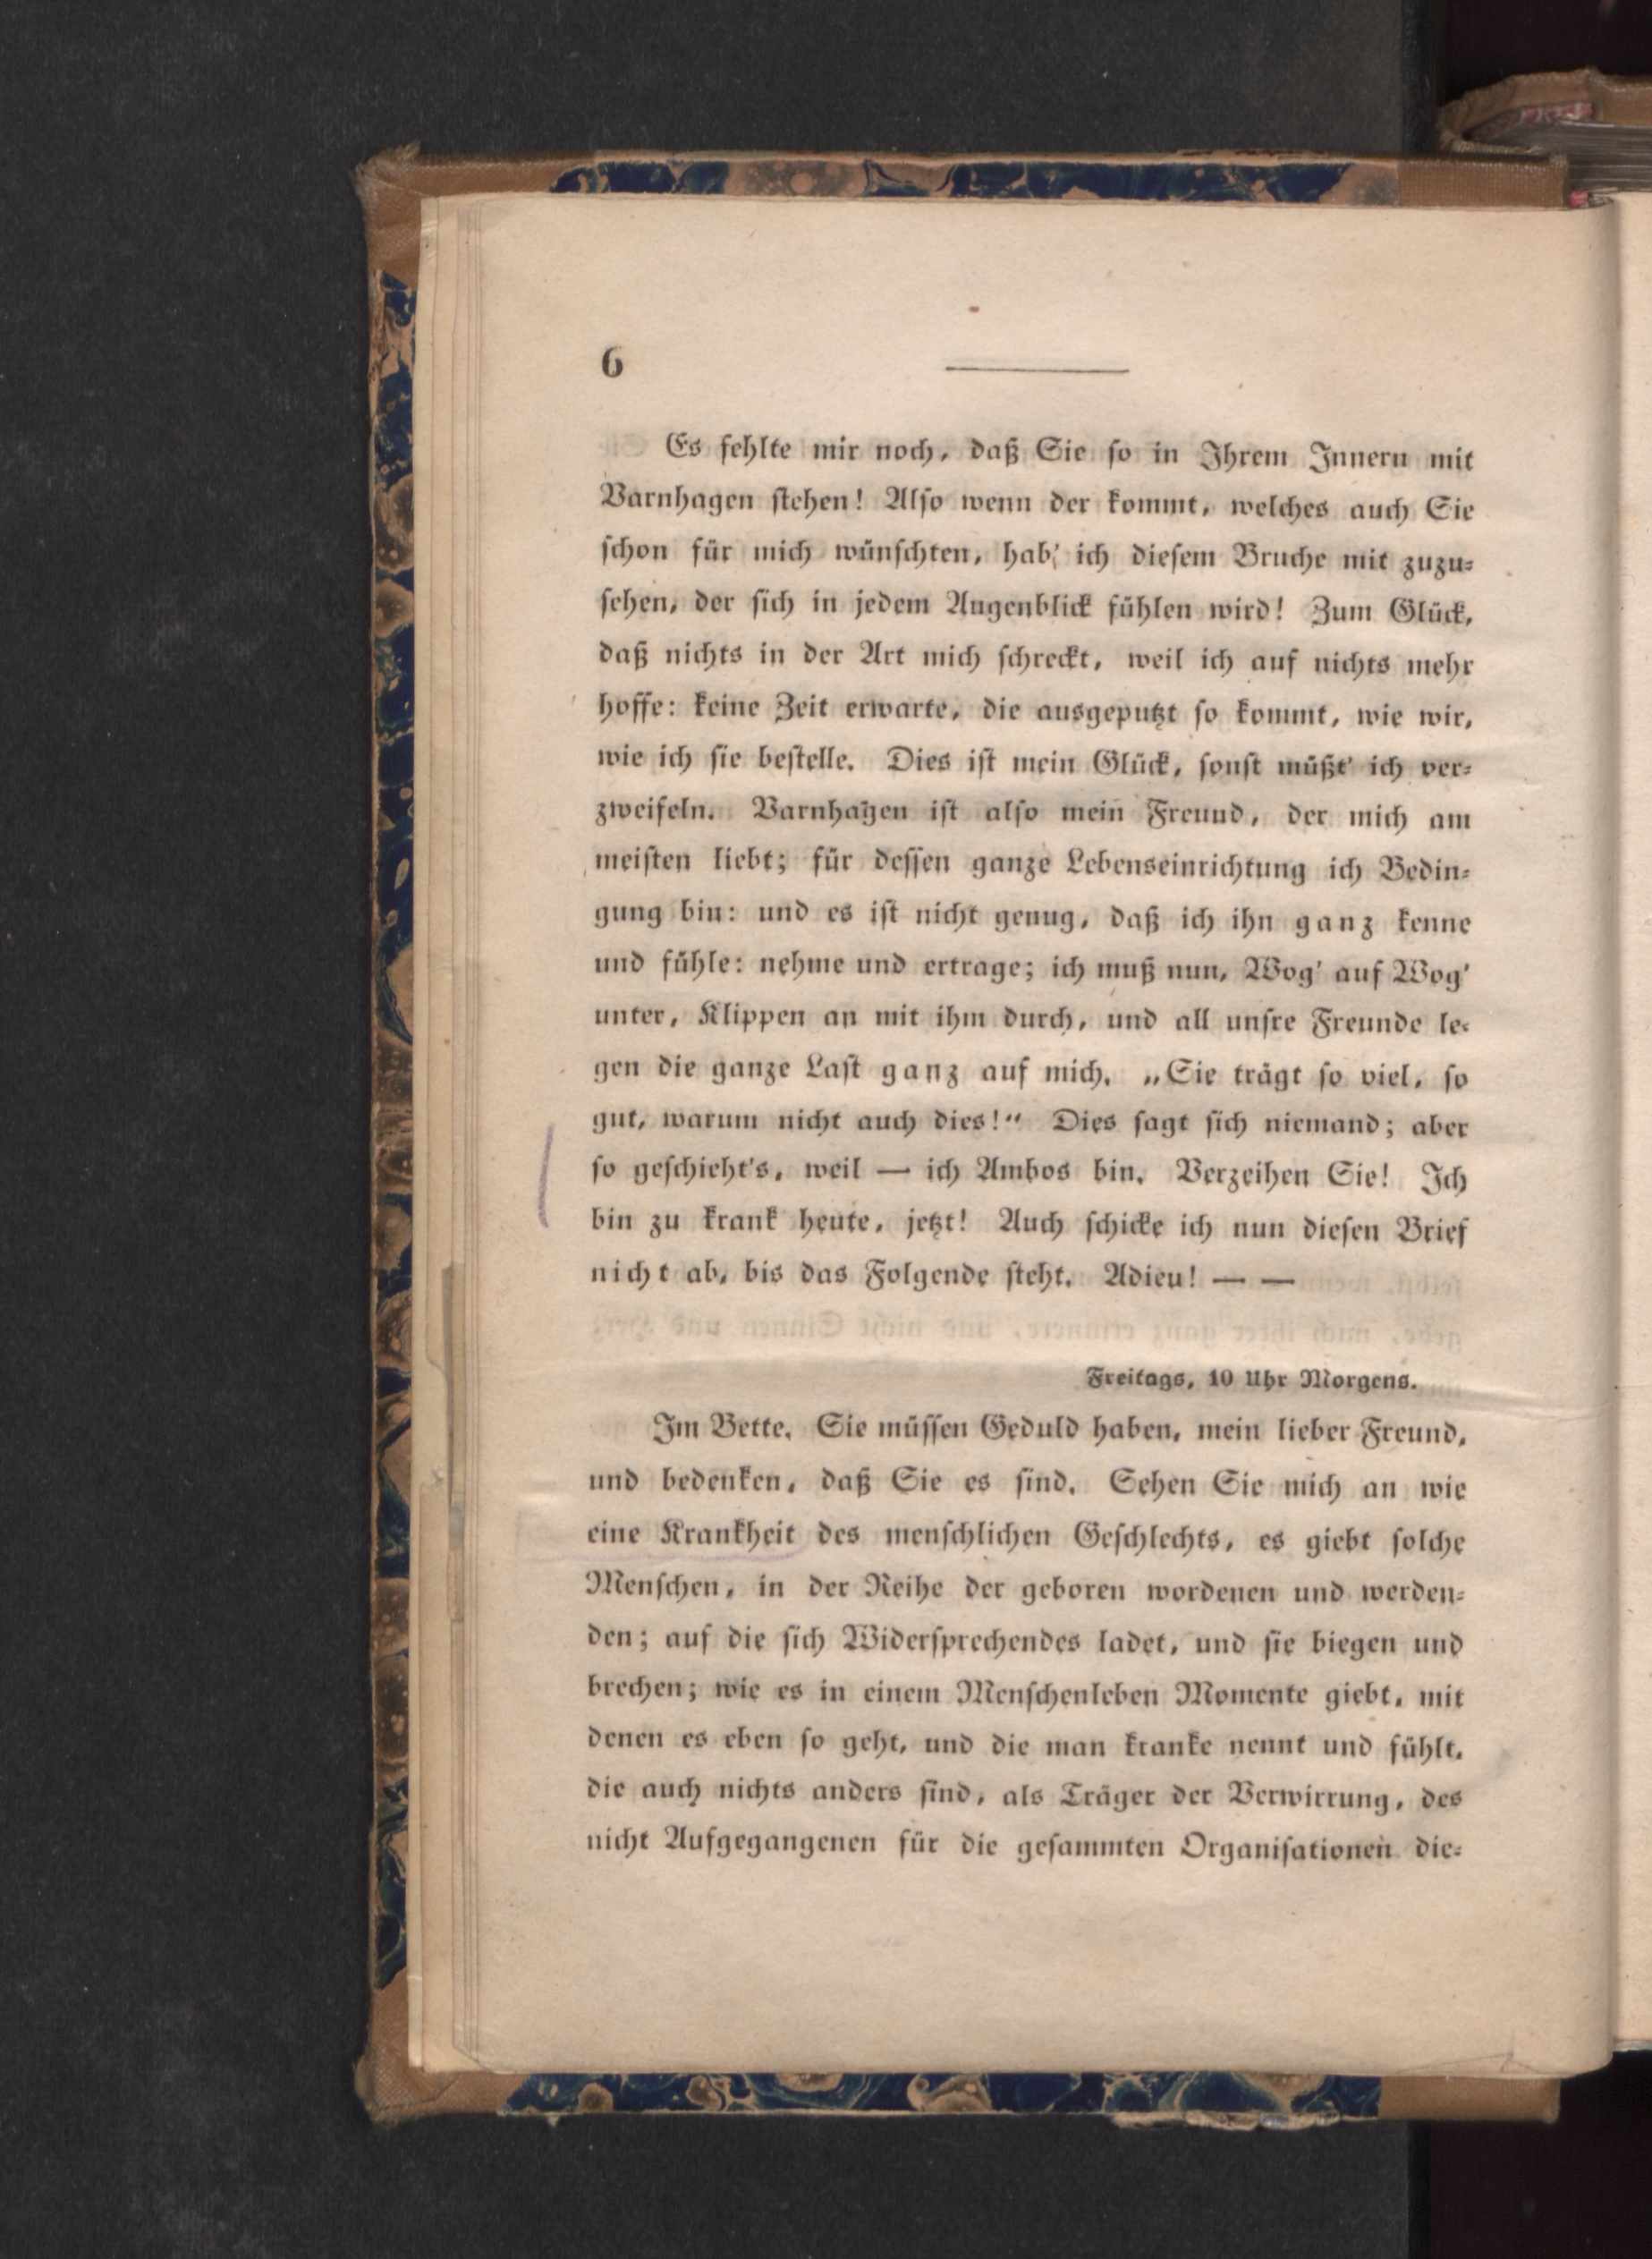 6
Es fehlte mir noch, daß Sie so in Ihrem Innern mit
Varnhagen stehen! Also wenn der kommt, welches auch Sie
schon für mich wünschten, hab' ich diesem Bruche mit zuzu-
sehen, der sich in jedem Augenblick fühlen wird! Zum Glück,
daß nichts in der Art mich schreckt, weil ich auf nichts mehr
hoffe: keine Zeit erwarte, die ausgeputzt so kommt, wie wir,
wie ich sie bestelle. Dies ist mein Glück, sonst müßt' ich ver-
zweifeln. Varnhagen ist also mein Freund, der mich am
meisten liebt; für dessen ganze Lebenseinrichtung ich Bedin-
gung bin: und es ist nicht genug, daß ich ihn ganz kenne
und fühle: nehme und ertrage; ich muß nun, Wog' auf Wog'
unter, Klippen an mit ihm durch, und all unsre Freunde le-
gen die ganze Last ganz auf mich. „Sie trägt so viel, so
gut, warum nicht auch dies!“ Dies sagt sich niemand; aber
so geschieht's, weil — ich Ambos bin. Verzeihen Sie! Ich
bin zu krank heute, jetzt! Auch schicke ich nun diesen Brief
nicht ab, bis das Folgende steht. Adieu! — —
Freitags, 10 Uhr Morgens.
Im Bette. Sie müssen Geduld haben, mein lieber Freund,
und bedenken, daß Sie es sind. Sehen Sie mich an wie
eine Krankheit des menschlichen Geschlechts, es giebt solche
Menschen, in der Reihe der geboren wordenen und werden-
den; auf die sich Widersprechendes ladet, und sie biegen und
brechen; wie es in einem Menschenleben Momente giebt, mit
denen es eben so geht, und die man kranke nennt und fühlt,
die auch nichts anders sind, als Träger der Verwirrung, des
nicht Aufgegangenen für die gesammten Organisationen die-